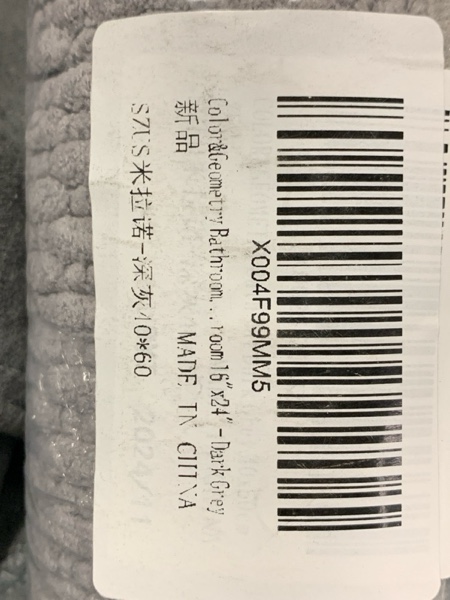 X004F99MM5
Color&Geometry Bathroom... room 16"x24" -Dark Grey
新品 MADE IN CHINA
SZUS米拉诺-深灰40*60